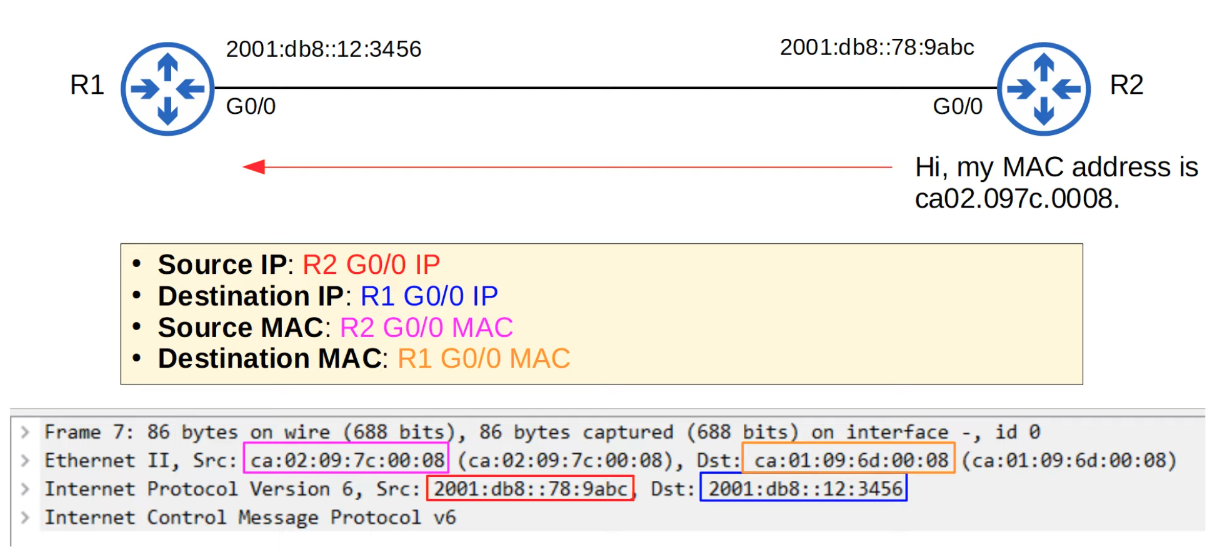 2001:db8::12:3456
2001:db8::78:9abc
R1
R2
G0/0
G0/0
Hi, my MAC address is
ca02.097c.0008.
• Source IP: R2 G0/0 IP
• Destination IP: R1 G0/0 IP
• Source MAC: R2 G0/0 MAC
• Destination MAC: R1 G0/0 MAC
> Frame 7: 86 bytes on wire (688 bits), 86 bytes captured (688 bits) on interface -, id 0
> Ethernet II, Src: ca:02:09:7c:00:08 (ca:02:09:7c:00:08), Dst: ca:01:09:6d:00:08 (ca:01:09:6d:00:08)
> Internet Protocol Version 6, Src: 2001:db8::78:9abc, Dst: 2001:db8::12:3456
> Internet Control Message Protocol v6